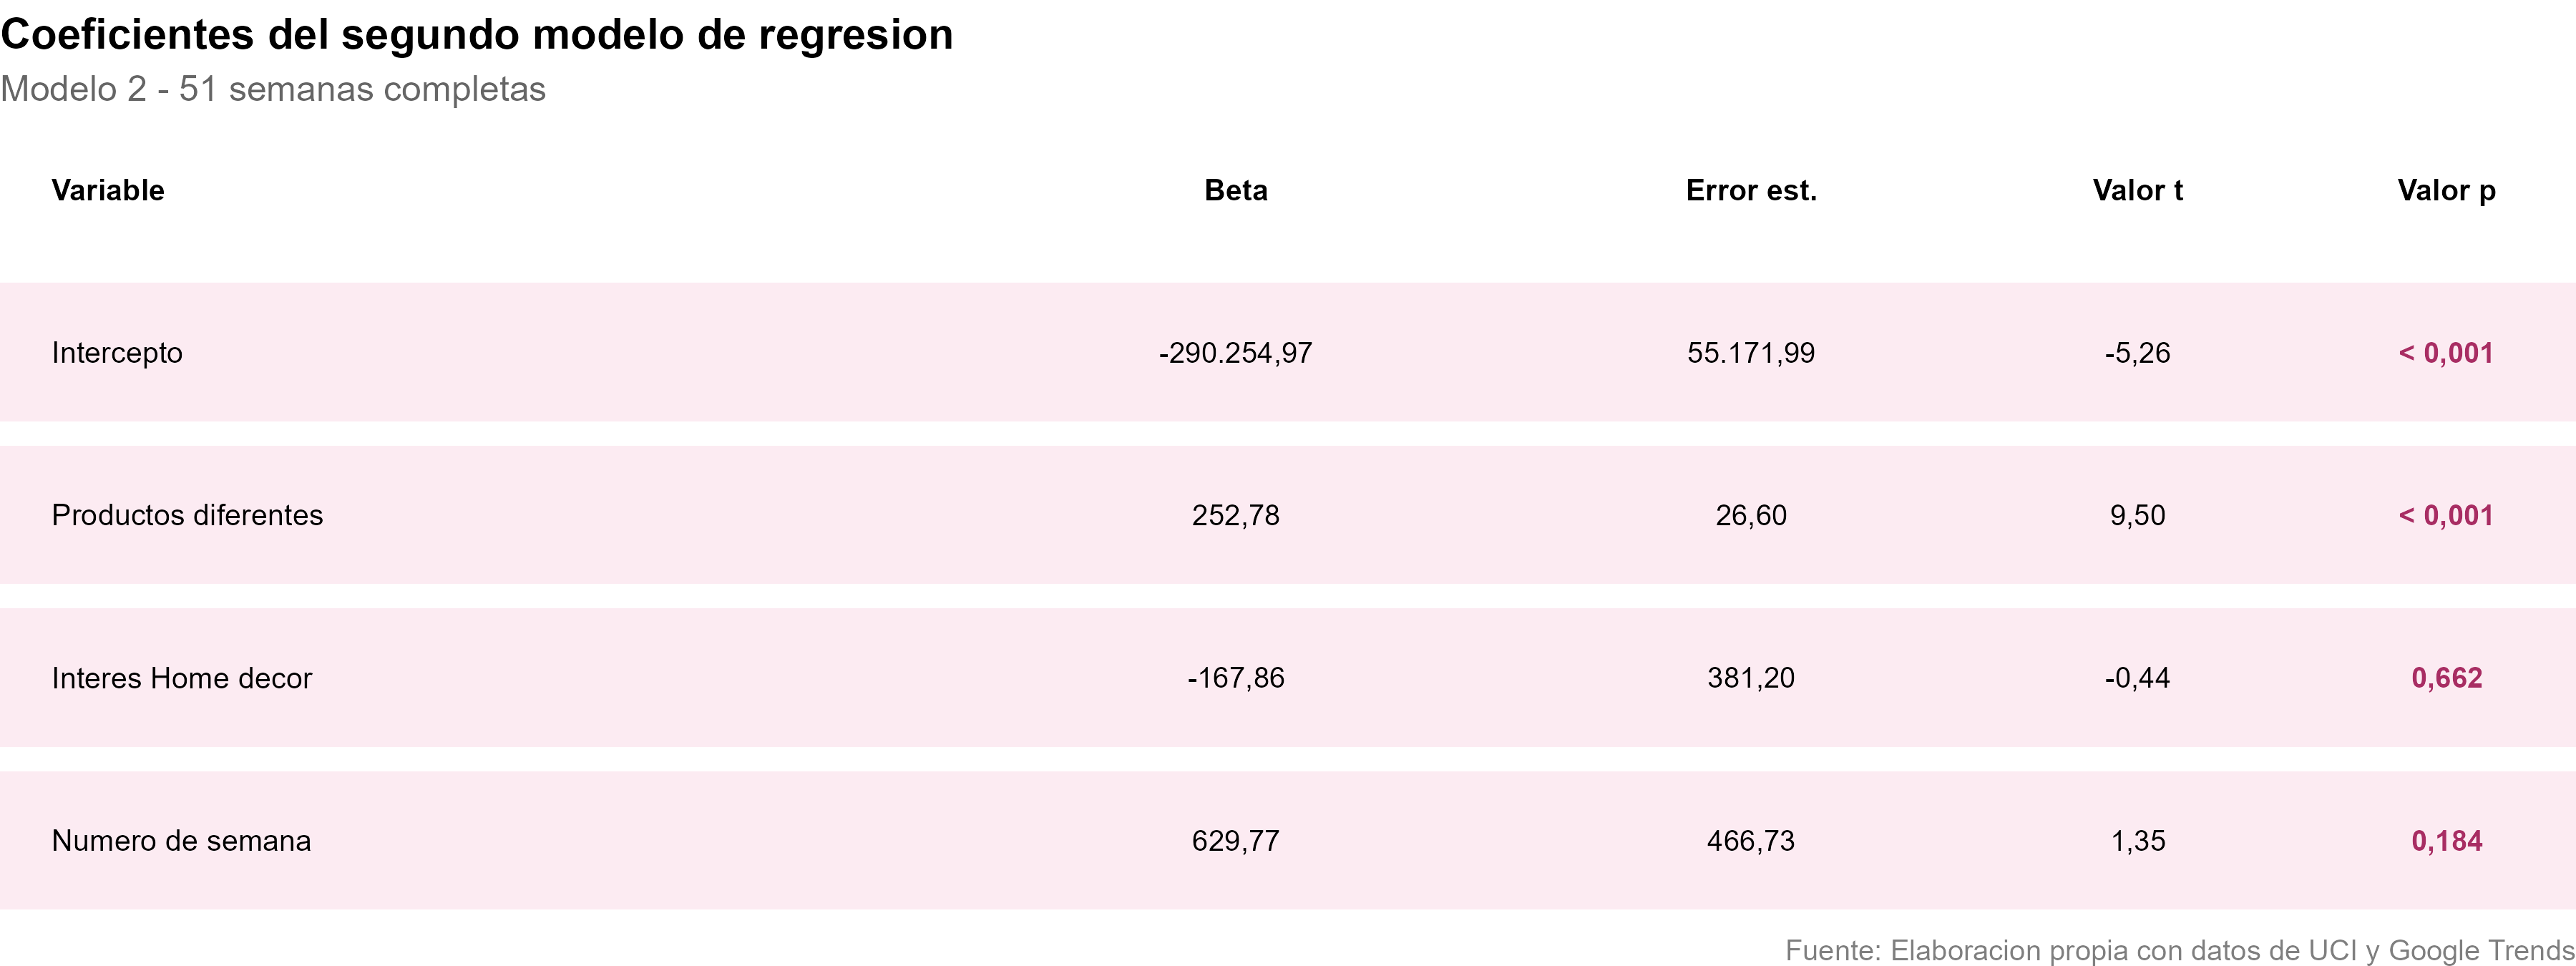 Coeficientes del segundo modelo de regresion
Modelo 2 - 51 semanas completas
Variable Beta Error est. Valor t Valor p
Intercepto -290.254,97 55.171,99 -5,26 < 0,001
Productos diferentes 252,78 26,60 9,50 < 0,001
Interes Home decor -167,86 381,20 -0,44 0,662
Numero de semana 629,77 466,73 1,35 0,184
Fuente: Elaboracion propia con datos de UCI y Google Trends